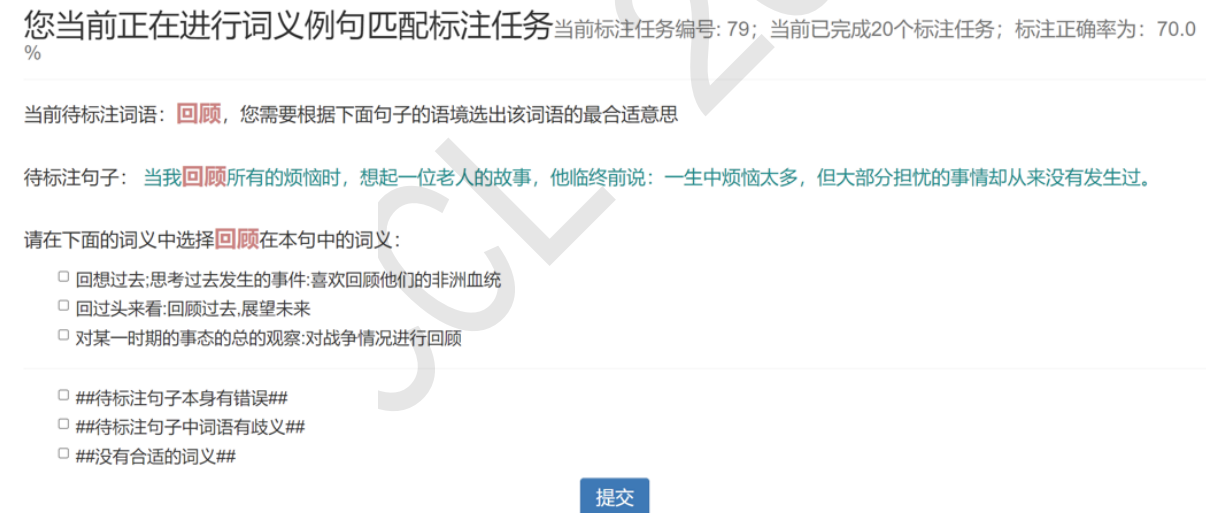 您当前正在进行词义例句匹配标注任务当前标注任务编号: 79；当前已完成20个标注任务；标注正确率为：70.0
%
当前待标注词语：回顾，您需要根据下面句子的语境选出该词语的最合适意思
待标注句子： 当我回顾所有的烦恼时，想起一位老人的故事，他临终前说：一生中烦恼太多，但大部分担忧的事情却从来没有发生过。
请在下面的词义中选择回顾在本句中的词义：
回想过去;思考过去发生的事件:喜欢回顾他们的非洲血统
回过头来看:回顾过去,展望未来
对某一时期的事态的总的观察:对战争情况进行回顾
##待标注句子本身有错误##
##待标注句子中词语有歧义##
##没有合适的词义##
提交